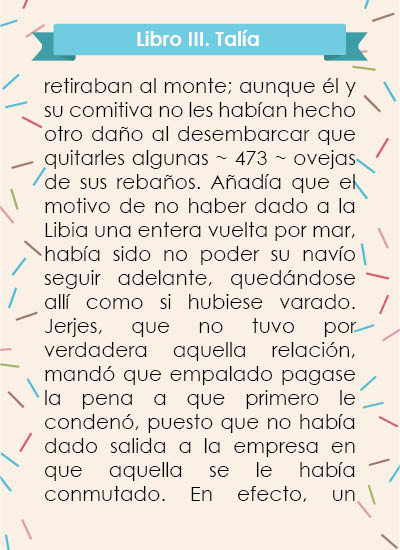 Libro III. Talía
retiraban al monte; aunque él y
su comitiva no les habían hecho
otro daño al desembarcar que
quitarles algunas ~ 473 ~ ovejas
de sus rebaños. Añadía que el
motivo de no haber dado a la
Libia una entera vuelta por mar,
había sido no poder su navío
seguir adelante, quedándose
allí como si hubiese varado.
Jerjes, que no tuvo por
verdadera aquella relación,
mandó que empalado pagase
la pena a que primero le
condenó, puesto que no había
dado salida a la empresa en
que aquella se le había
conmutado. En efecto, un